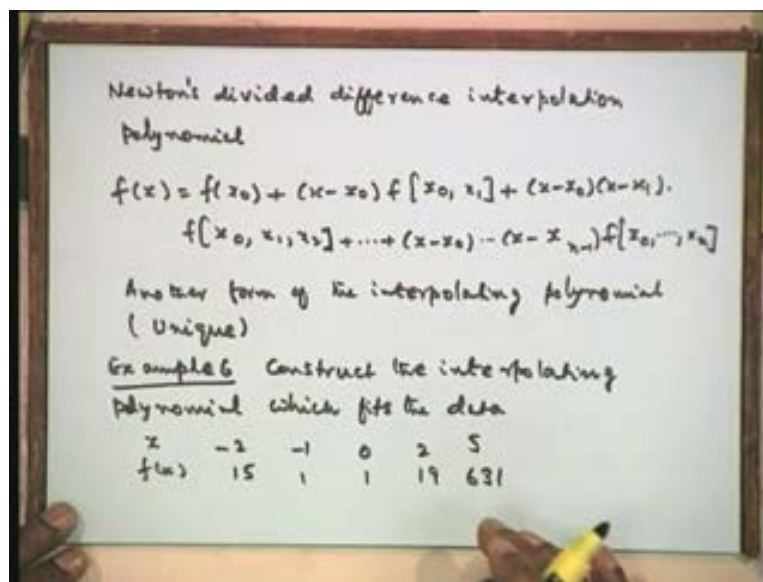 Newton's divided difference interpolation
polynomial
f(x) = f(x0) + (x-x0) f[x0, x1] + (x-x0)(x-x1).
f[x0, x1, x2] + ... + (x-x0) .. (x-x n-1) f[x0, ..., xn]
Another form of the interpolating polynomial
(Unique)
Example 6 Construct the interpolating
polynomial which fits the data
x -2 -1 0 2 5
f(x) 15 1 1 19 631